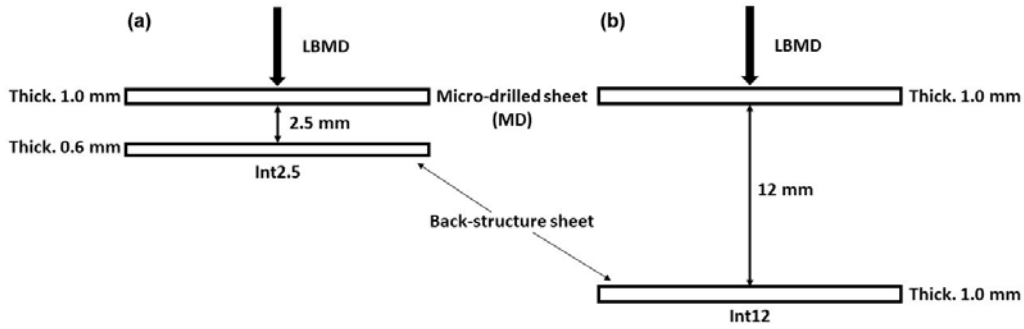 (a)
LBMD
Thick. 1.0 mm
Micro-drilled sheet
(MD)
2.5 mm
Thick. 0.6 mm
Int2.5
Back-structure sheet
(b)
LBMD
Thick. 1.0 mm
12 mm
Thick. 1.0 mm
Int12